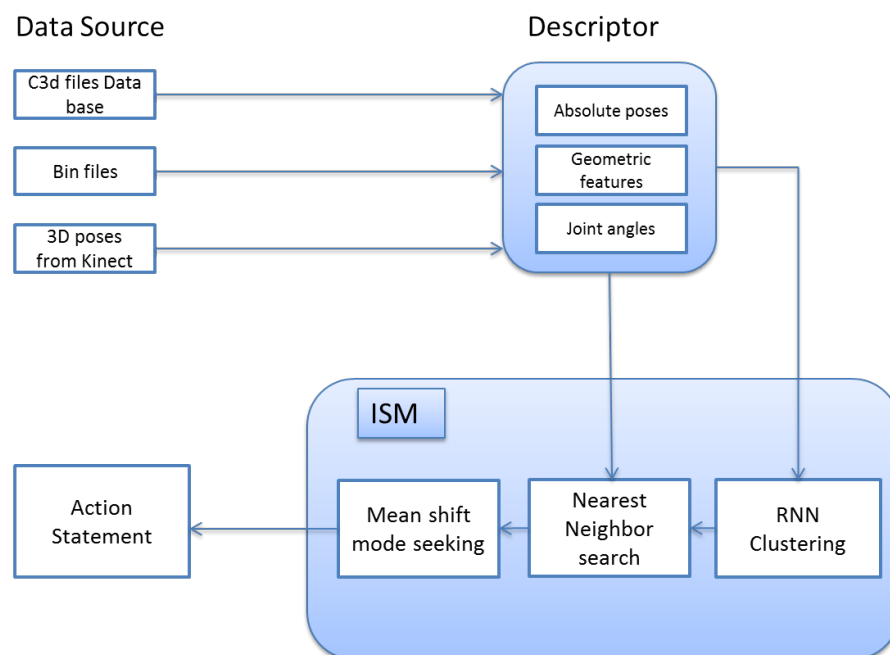 Data Source
Descriptor
C3d files Data
base
Bin files
3D poses
from Kinect
Absolute poses
Geometric
features
Joint angles
ISM
Action
Statement
Mean shift
mode seeking
Nearest
Neighbor
search
RNN
Clustering